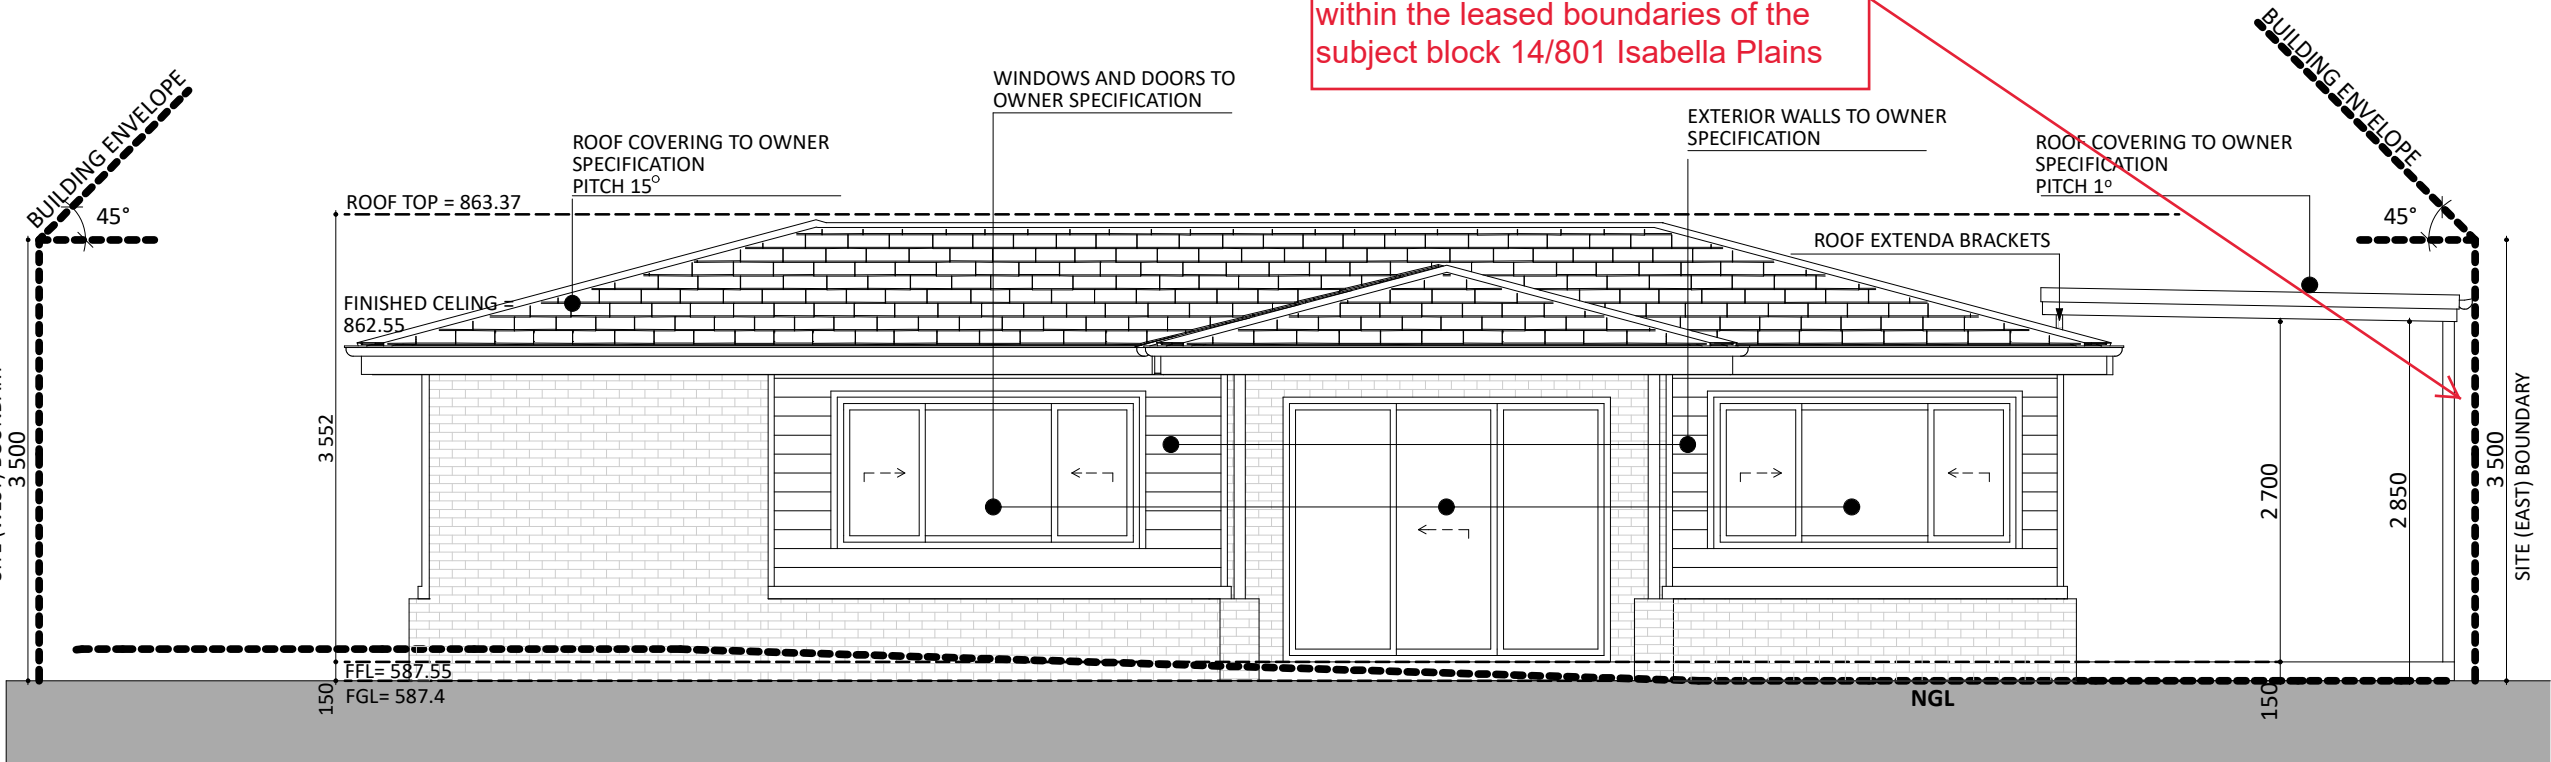 within the leased boundaries of the
subject block 14/801 Isabella Plains
BUILDING ENVELOPE
45°
WINDOWS AND DOORS TO
OWNER SPECIFICATION
ROOF COVERING TO OWNER
SPECIFICATION
PITCH 15°
EXTERIOR WALLS TO OWNER
SPECIFICATION
ROOF COVERING TO OWNER
SPECIFICATION
PITCH 1º
BUILDING ENVELOPE
45°
ROOF TOP = 863.37
ROOF EXTENDA BRACKETS
FINISHED CELING =
862.55
3 500
3 552
2 700
2 850
3 500
SITE (EAST) BOUNDARY
FFL= 587.55
150
FGL= 587.4
NGL
150